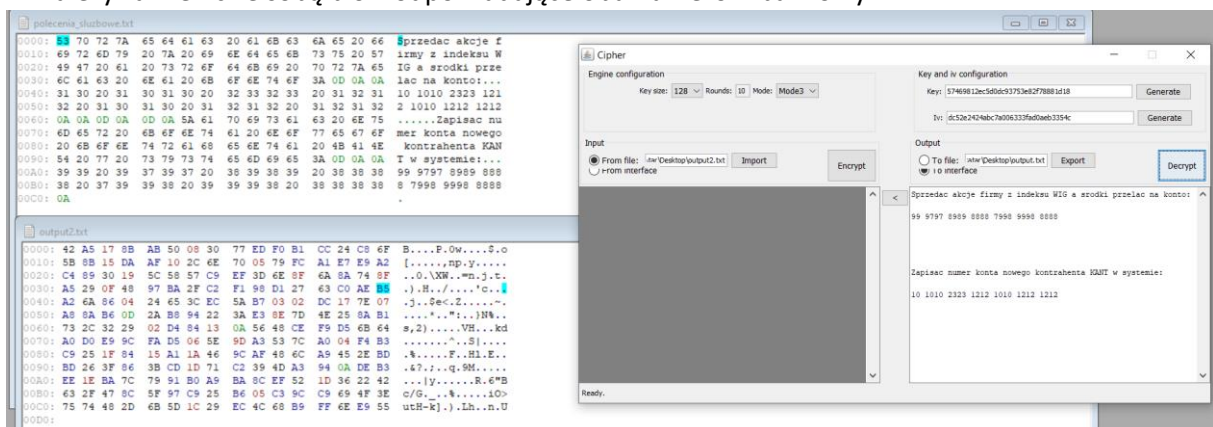 polecenia_sluzbowe.txt
0000: 53 70 72 7A 65 64 61 63 20 61 6B 63 6A 65 20 66 Sprzedac akcje f
0010: 69 72 6D 79 20 7A 20 69 6E 64 65 6B 73 75 20 57 irmy z indeksu W
0020: 49 47 20 61 20 73 72 6F 64 6B 69 20 70 72 7A 65 IG a srodki prze
0030: 6C 61 63 20 6E 61 20 6B 6F 6E 74 6F 3A 0D 0A 0A lac na konto:...
0040: 31 30 20 31 30 31 30 20 32 33 32 33 20 31 32 31 10 1010 2323 121
0050: 32 20 31 30 31 30 20 31 32 31 32 20 31 32 31 32 2 1010 1212 1212
0060: 0A 0A 0D 0A 0D 0A 5A 61 70 69 73 61 63 20 6E 75 ......Zapisac nu
0070: 6D 65 72 20 6B 6F 6E 74 61 20 6E 6F 77 65 67 6F mer konta nowego
0080: 20 6B 6F 6E 74 72 61 68 65 6E 74 61 20 4B 41 4E kontrahenta KAN
0090: 54 20 77 20 73 79 73 74 65 6D 69 65 3A 0D 0A 0A T w systemie:...
00A0: 39 39 20 39 37 39 37 20 38 39 38 39 20 38 38 38 99 9797 8989 888
00B0: 38 20 37 39 39 38 20 39 39 39 38 20 38 38 38 38 8 7998 9998 8888
00C0: 0A .
output2.txt
0000: 42 A5 17 8B AB 50 08 30 77 ED F0 B1 CC 24 C8 6F B....P.0w....$.o
0010: 5B 8B 15 DA AF 10 2C 6E 70 05 79 FC A1 E7 E9 A2 [.....,np.y.....
0020: C4 89 30 19 5C 58 57 C9 EF 3D 6E 8F 6A 8A 74 8F ..0.\XW..=n.j.t.
0030: A5 29 0F 48 97 BA 2F C2 F1 98 D1 27 63 C0 AE B5 .).H../....'c...
0040: A2 6A 86 04 24 65 3C EC 5A B7 03 02 DC 17 7E 07 .j..$e<.Z.....~.
0050: A8 8A B6 0D 2A B8 94 22 3A E3 8E 7D 4E 25 8A B1 ....*..":..}N%..
0060: 73 2C 32 29 02 D4 84 13 0A 56 48 CE F9 D5 6B 64 s,2).....VH...kd
0070: A0 D0 E9 9C FA D5 06 5E 9D A3 53 7C A0 04 F4 B3 .......^..S|....
0080: C9 25 1F 84 15 A1 1A 46 9C AF 48 6C A9 45 2E BD .%.....F..Hl.E..
0090: BD 26 3F 86 3B CD 1D 71 C2 39 4D A3 94 0A DE B3 .&?.;..q.9M.....
00A0: EE 1E BA 7C 79 91 B0 A9 BA 8C EF 52 1D 36 22 42 ...|y......R.6"B
00B0: 63 2F 47 8C 5F 97 C9 25 B6 05 C3 9C C9 69 4F 3E c/G._..%.....iO>
00C0: 75 74 48 2D 6B 5D 1C 29 EC 4C 68 B9 FF 6E E9 55 utH-k].).Lh..n.U
00D0:
Cipher
Engine configuration
Key size: 128 Rounds: 10 Mode: Mode3
Key and iv configuration
Key: 57469812ec5d0dc93753e82f78881d18 Generate
Iv: dc52e2424abc7a006333fad0aeb3354c Generate
Input
From file: Desktop\output2.txt Import
From interface
Encrypt
Output
To file: Desktop\output.txt Export
To interface
Decrypt
<
Sprzedac akcje firmy z indeksu WIG a srodki przelac na konto:
99 9797 8989 8888 7998 9998 8888
Zapisac numer konta nowego kontrahenta KANT w systemie:
10 1010 2323 1212 1010 1212 1212
Ready.